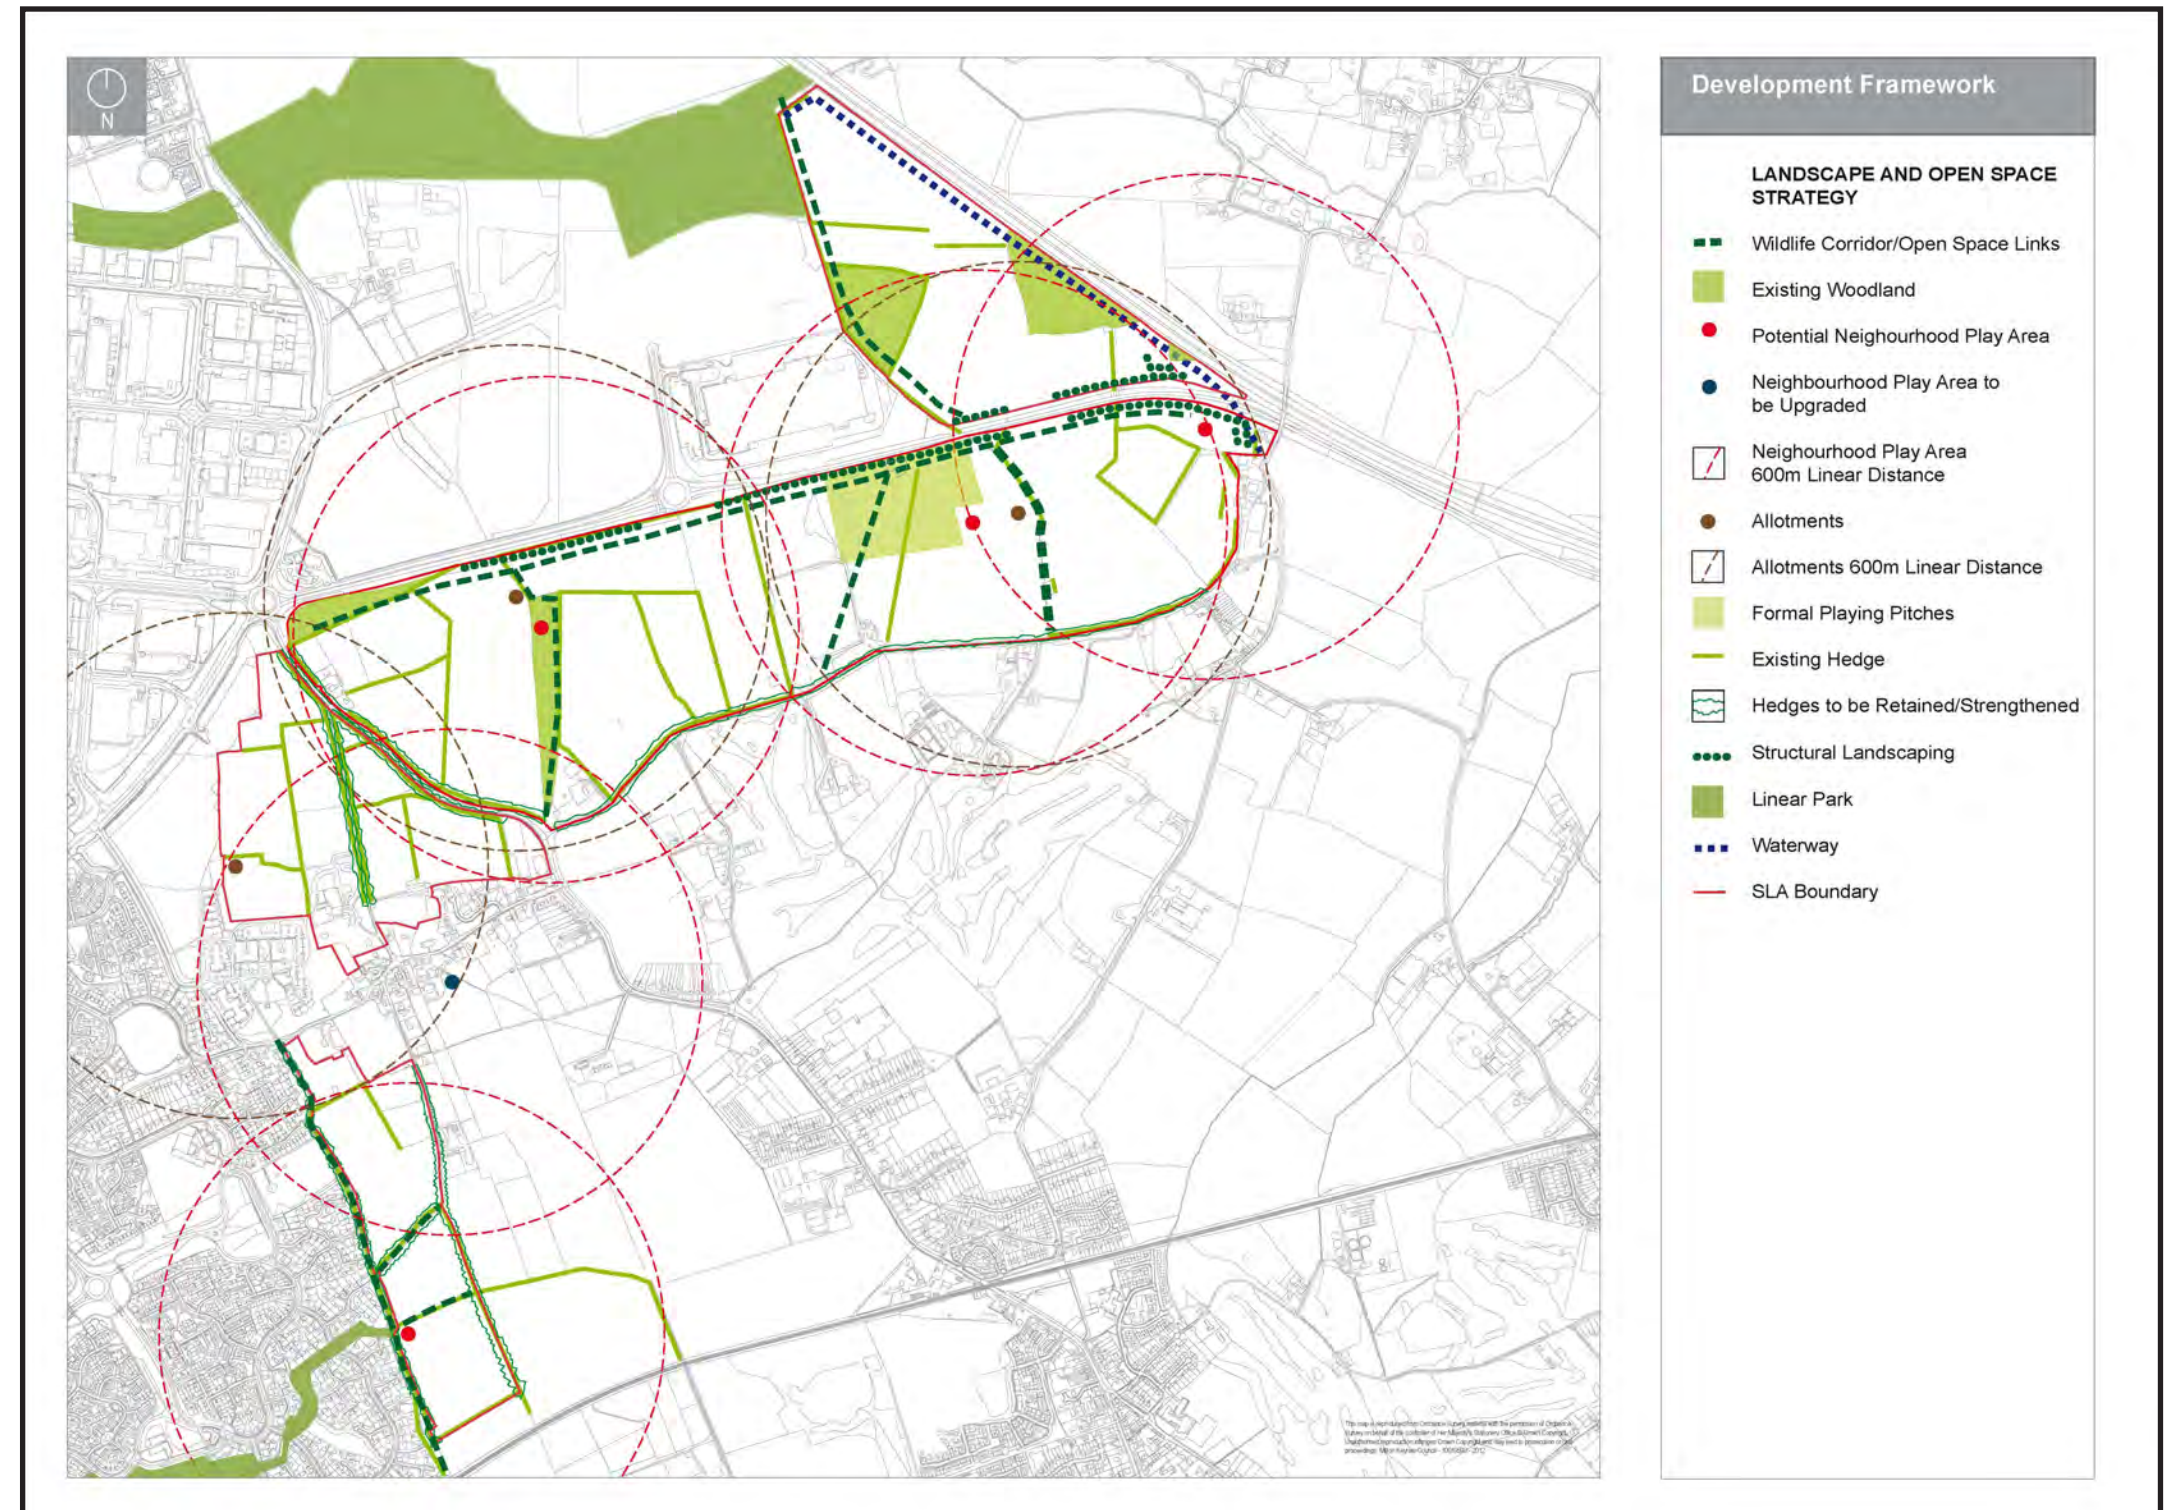 N
Development Framework
LANDSCAPE AND OPEN SPACE
STRATEGY
Wildlife Corridor/Open Space Links
Existing Woodland
Potential Neighourhood Play Area
Neighbourhood Play Area to
be Upgraded
Neighourhood Play Area
600m Linear Distance
Allotments
Allotments 600m Linear Distance
Formal Playing Pitches
Existing Hedge
Hedges to be Retained/Strengthened
Structural Landscaping
Linear Park
Waterway
SLA Boundary